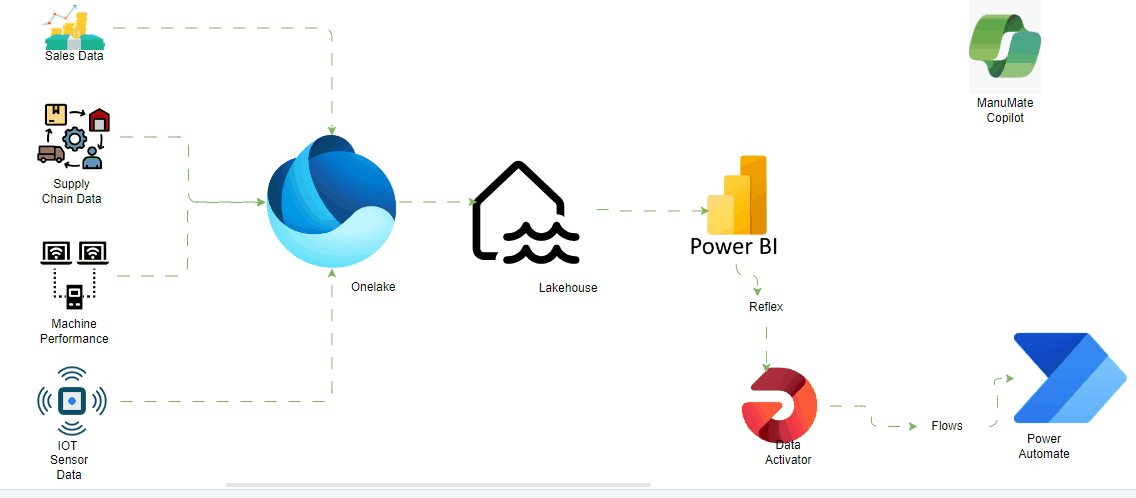 Sales Data
Supply
Chain Data
Machine
Performance
IOT
Sensor
Data
Onelake
Lakehouse
Power BI
Reflex
Data
Activator
Flows
Power
Automate
ManuMate
Copilot